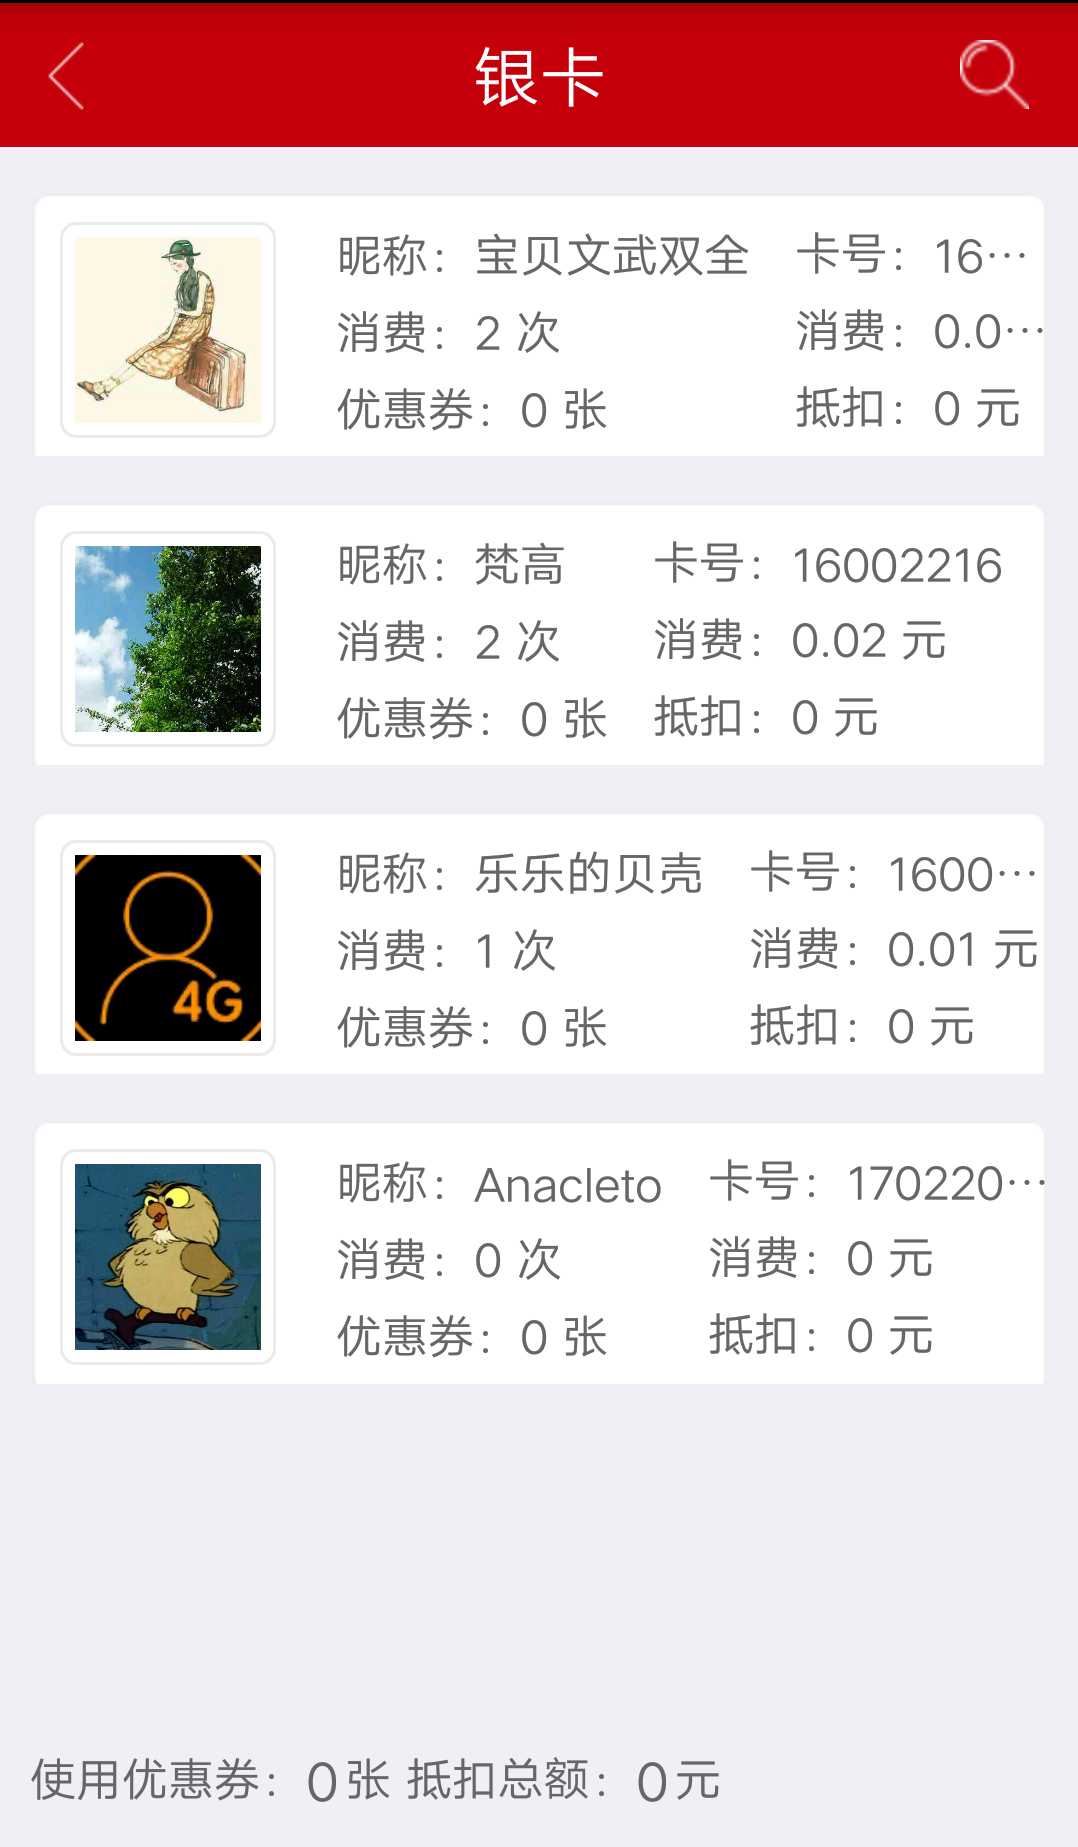 银卡
昵称：宝贝文武双全 卡号：16…
消费：2 次 消费：0.0…
优惠券：0 张 抵扣：0 元
昵称：梵高 卡号：16002216
消费：2 次 消费：0.02 元
优惠券：0 张 抵扣：0 元
4G
昵称：乐乐的贝壳 卡号：1600…
消费：1 次 消费：0.01 元
优惠券：0 张 抵扣：0 元
昵称：Anacleto 卡号：170220…
消费：0 次 消费：0 元
优惠券：0 张 抵扣：0 元
使用优惠券：0张 抵扣总额：0元